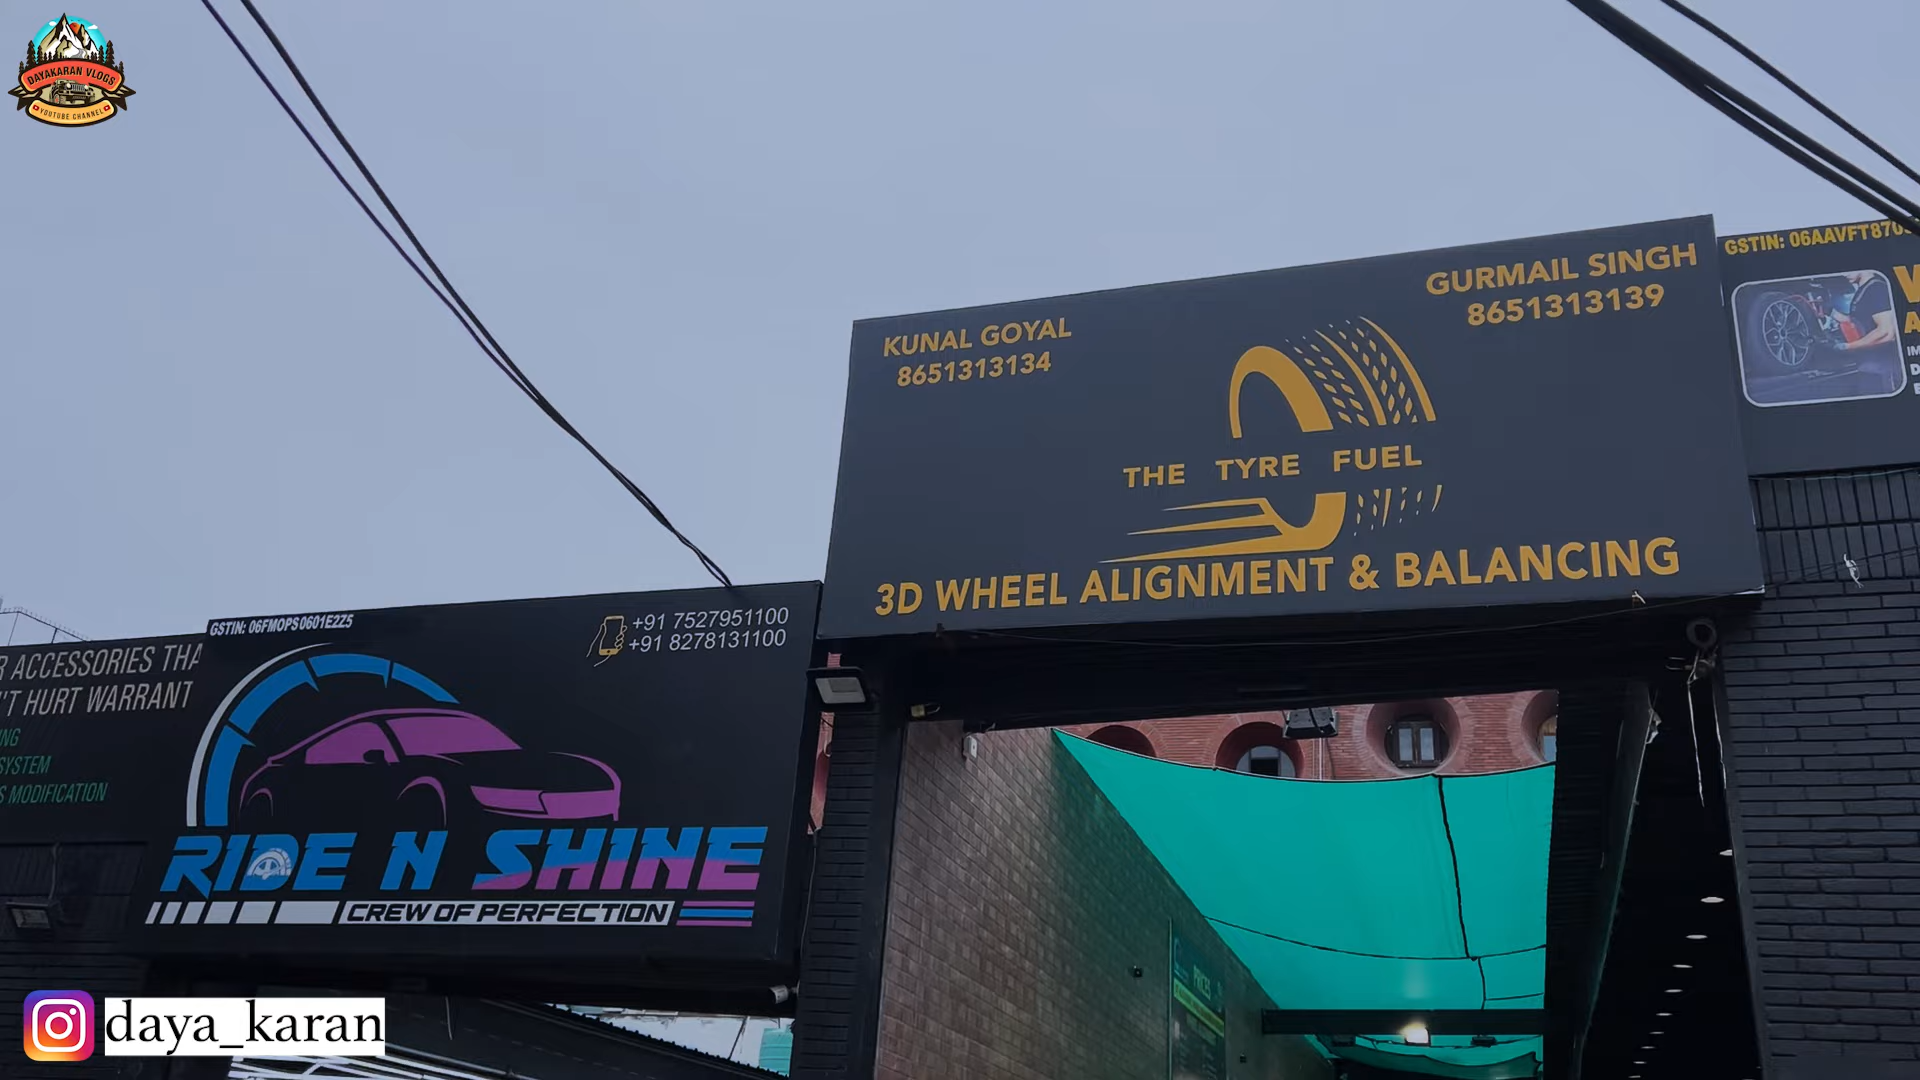 DAYAKARAN VLOGS
YOUTUBE CHANNEL
KUNAL GOYAL
8651313134
GURMAIL SINGH
8651313139
THE TYRE FUEL
3D WHEEL ALIGNMENT & BALANCING
GSTIN: 06AAVFT870
GSTIN: 06FMOPS0601E2Z5
+91 7527951100
+91 8278131100
RIDE N SHINE
CREW OF PERFECTION
R ACCESSORIES THA
'T HURT WARRANT
NG
SYSTEM
S MODIFICATION
PRICES
daya_karan